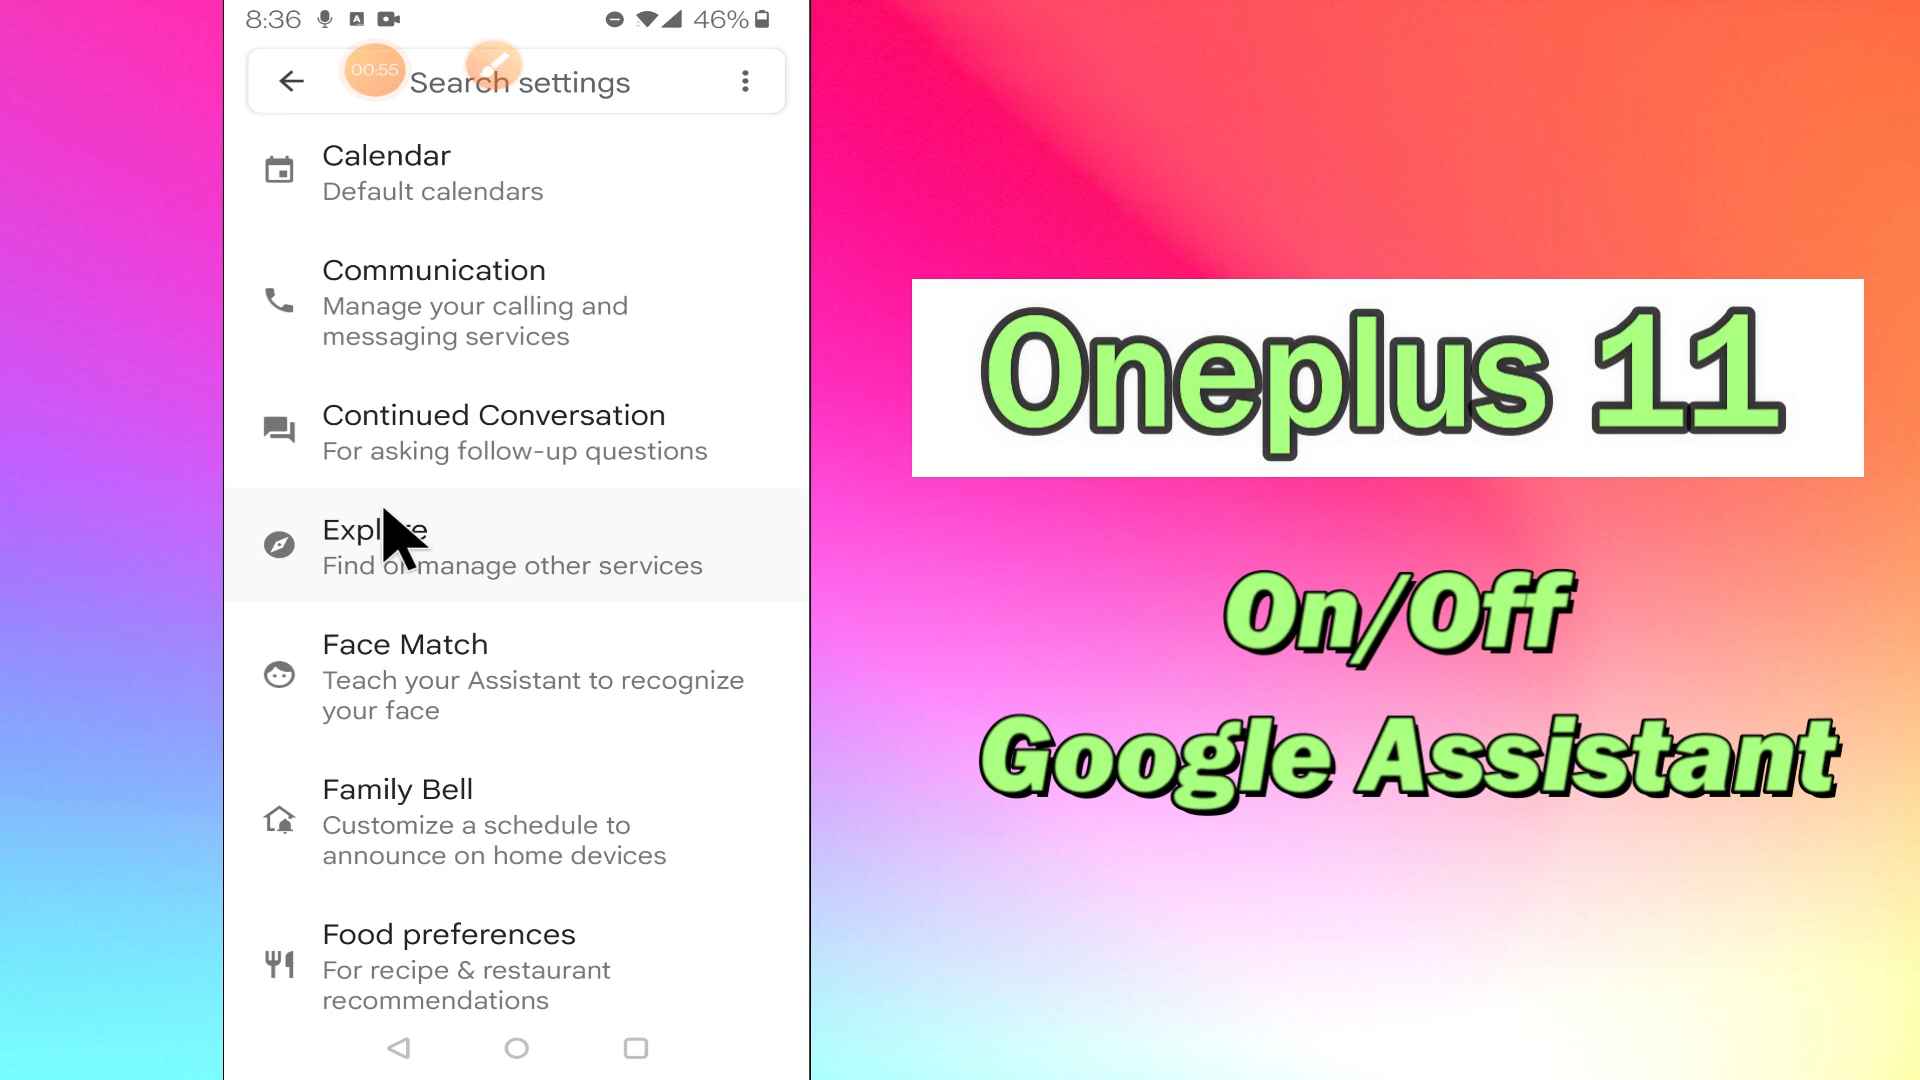 8:36
46%
00:55
Search settings
Calendar
Default calendars
Communication
Manage your calling and
messaging services
Continued Conversation
For asking follow-up questions
Explore
Find or manage other services
Face Match
Teach your Assistant to recognize
your face
Family Bell
Customize a schedule to
announce on home devices
Food preferences
For recipe & restaurant
recommendations
Oneplus 11
On/Off
Google Assistant